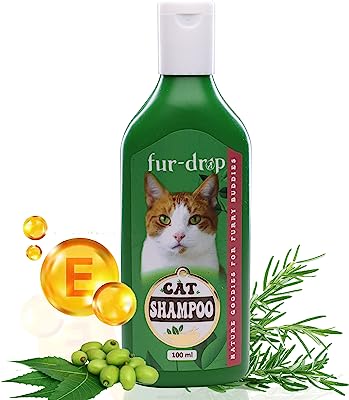 fur-drop
NATURE GOODIES FOR FURRY BUDDIES
E
CAT
SHAMPOO
100 ml